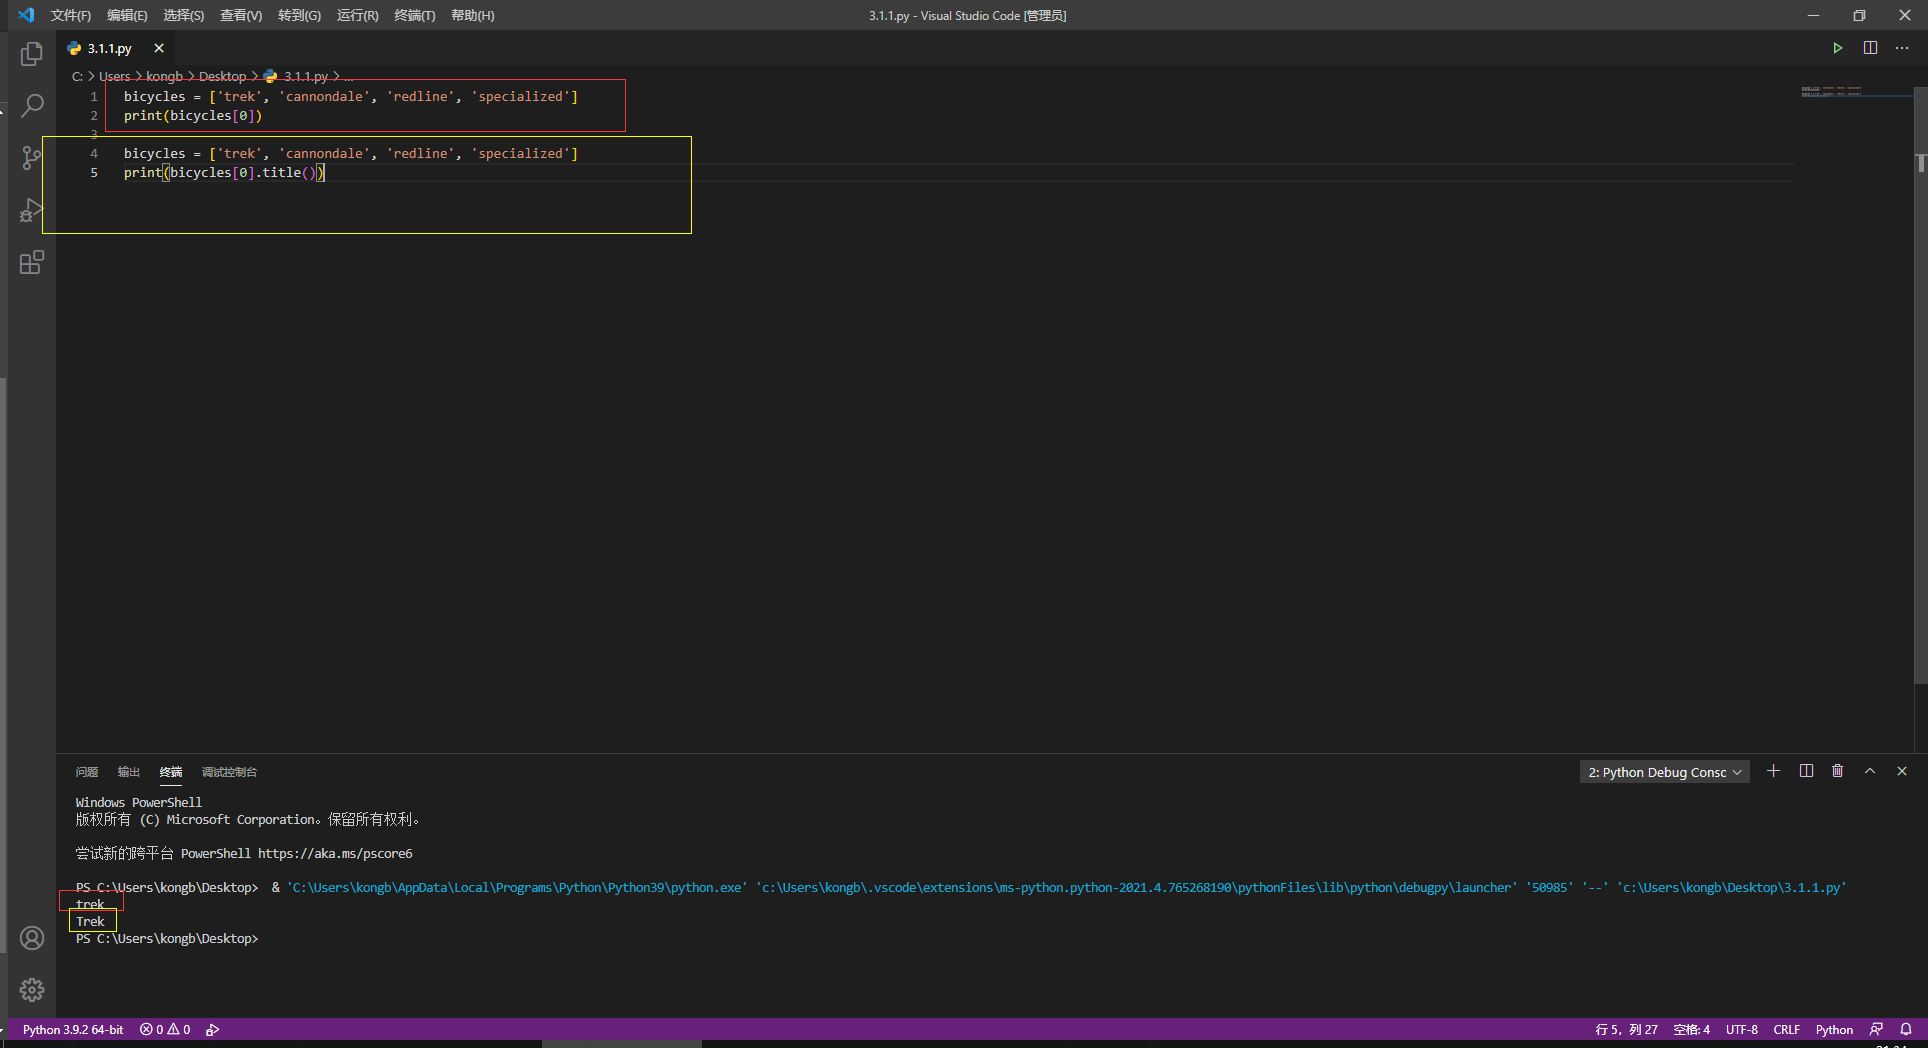 文件(F) 编辑(E) 选择(S) 查看(V) 转到(G) 运行(R) 终端(T) 帮助(H) 3.1.1.py - Visual Studio Code [管理员]
3.1.1.py
C: > Users > kongb > Desktop > 3.1.1.py > ...
1 bicycles = ['trek', 'cannondale', 'redline', 'specialized']
2 print(bicycles[0])
3
4 bicycles = ['trek', 'cannondale', 'redline', 'specialized']
5 print(bicycles[0].title())
问题 输出 终端 调试控制台 2: Python Debug Consc
Windows PowerShell
版权所有 (C) Microsoft Corporation。保留所有权利。
尝试新的跨平台 PowerShell https://aka.ms/pscore6
PS C:\Users\kongb\Desktop> & 'C:\Users\kongb\AppData\Local\Programs\Python\Python39\python.exe' 'c:\Users\kongb\.vscode\extensions\ms-python.python-2021.4.765268190\pythonFiles\lib\python\debugpy\launcher' '50985' '--' 'c:\Users\kongb\Desktop\3.1.1.py'
trek
Trek
PS C:\Users\kongb\Desktop>
Python 3.9.2 64-bit 0 0 行 5, 列 27 空格: 4 UTF-8 CRLF Python